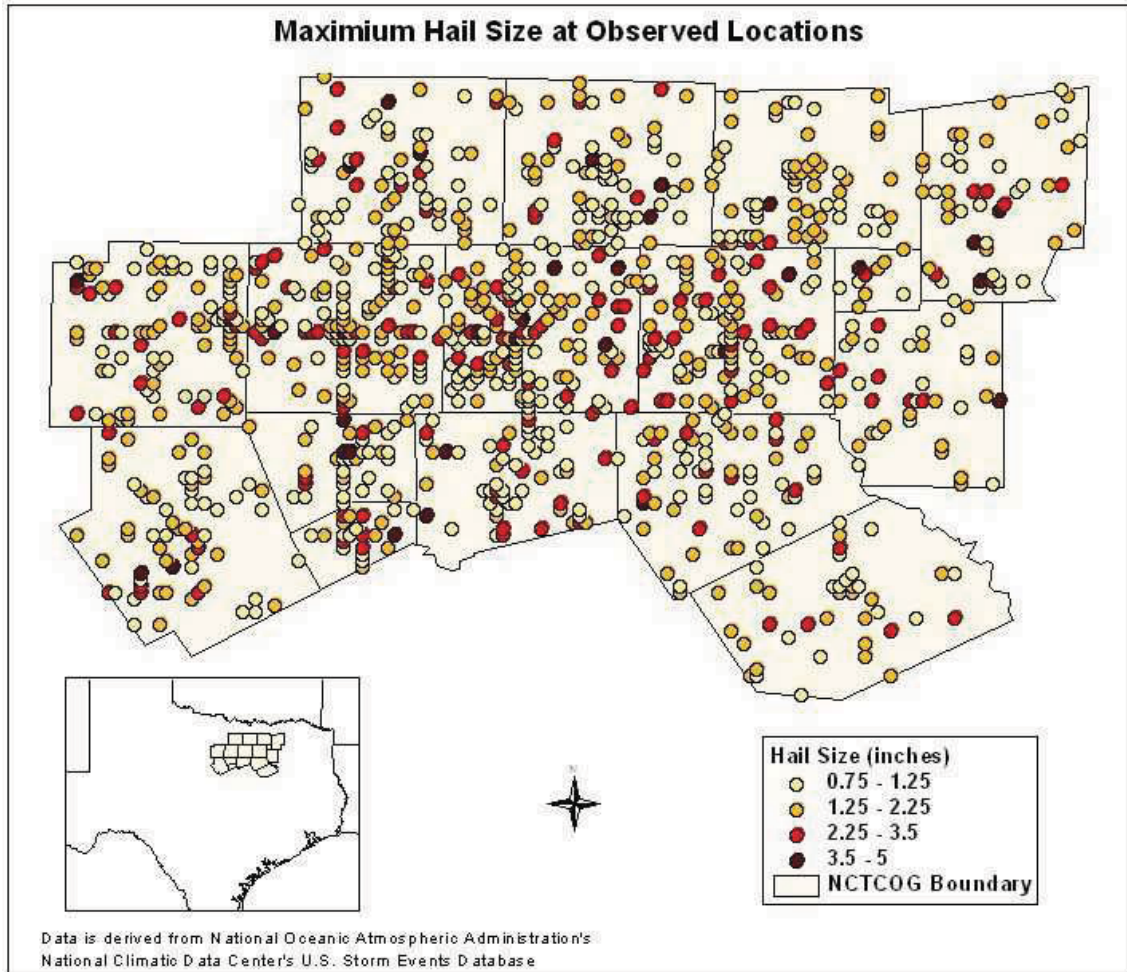 Maximium Hail Size at Observed Locations
N
Hail Size (inches)
0.75 - 1.25
1.25 - 2.25
2.25 - 3.5
3.5 - 5
NCTCOG Boundary
Data is derived from National Oceanic Atmospheric Administration's
National Climatic Data Center's U.S. Storm Events Database